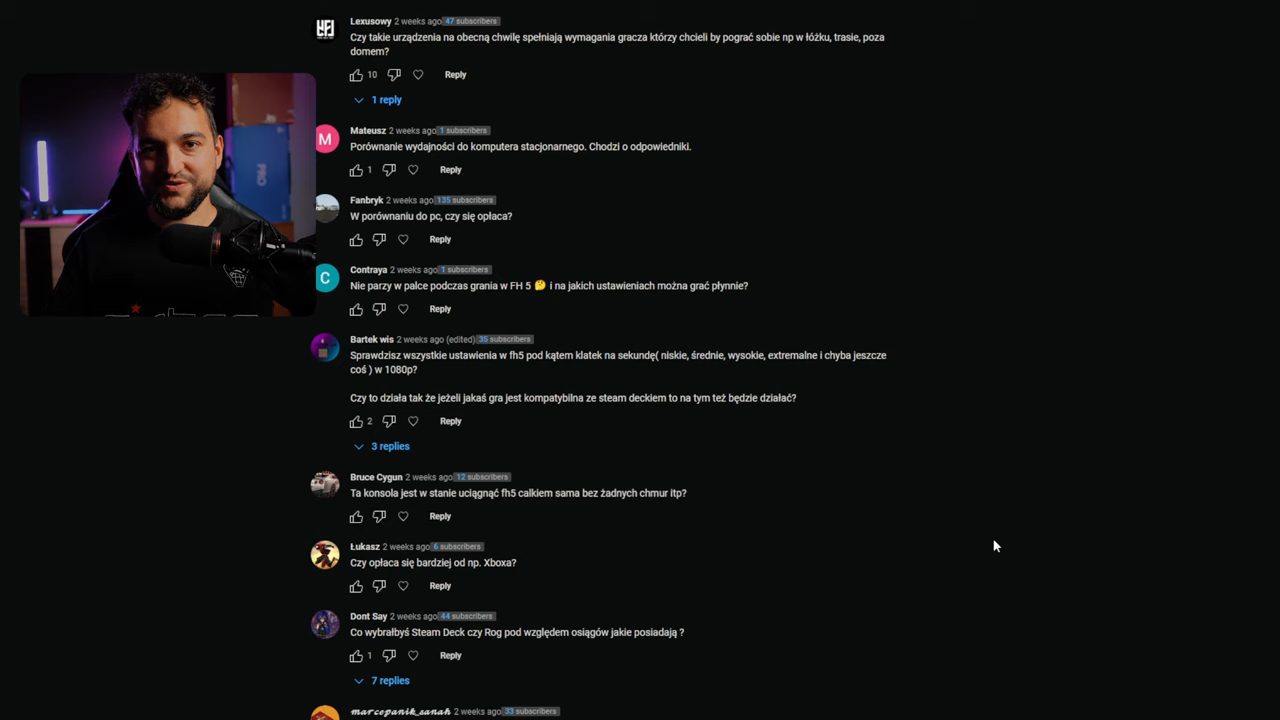 Lexusowy 2 weeks ago 47 subscribers
Czy takie urządzenia na obecną chwilę spełniają wymagania gracza którzy chcieli by pograć sobie np w łóżku, trasie, poza
domem?
10 Reply
1 reply
PRO
M
Mateusz 2 weeks ago 1 subscribers
Porównanie wydajności do komputera stacjonarnego. Chodzi o odpowiedniki.
1 Reply
Fanbryk 2 weeks ago 135 subscribers
W porównaniu do pc, czy się opłaca?
Reply
C
Contraya 2 weeks ago 1 subscribers
Nie parzy w palce podczas grania w FH 5 🤔 i na jakich ustawieniach można grać płynnie?
Reply
Bartek wis 2 weeks ago (edited) 35 subscribers
Sprawdzisz wszystkie ustawienia w fh5 pod kątem klatek na sekundę( niskie, średnie, wysokie, extremalne i chyba jeszcze
coś ) w 1080p?
Czy to działa tak że jeżeli jakaś gra jest kompatybilna ze steam deckiem to na tym też będzie działać?
2 Reply
3 replies
Bruce Cygun 2 weeks ago 12 subscribers
Ta konsola jest w stanie uciągnąć fh5 calkiem sama bez żadnych chmur itp?
Reply
Łukasz 2 weeks ago 6 subscribers
Czy opłaca się bardziej od np. Xboxa?
Reply
Dont Say 2 weeks ago 44 subscribers
Co wybrałbyś Steam Deck czy Rog pod względem osiągów jakie posiadają ?
1 Reply
7 replies
𝓶𝓪𝓻𝓬𝓮𝓹𝓪𝓷𝓲𝓴_𝔃𝓪𝓷𝓪𝓱 2 weeks ago 33 subscribers